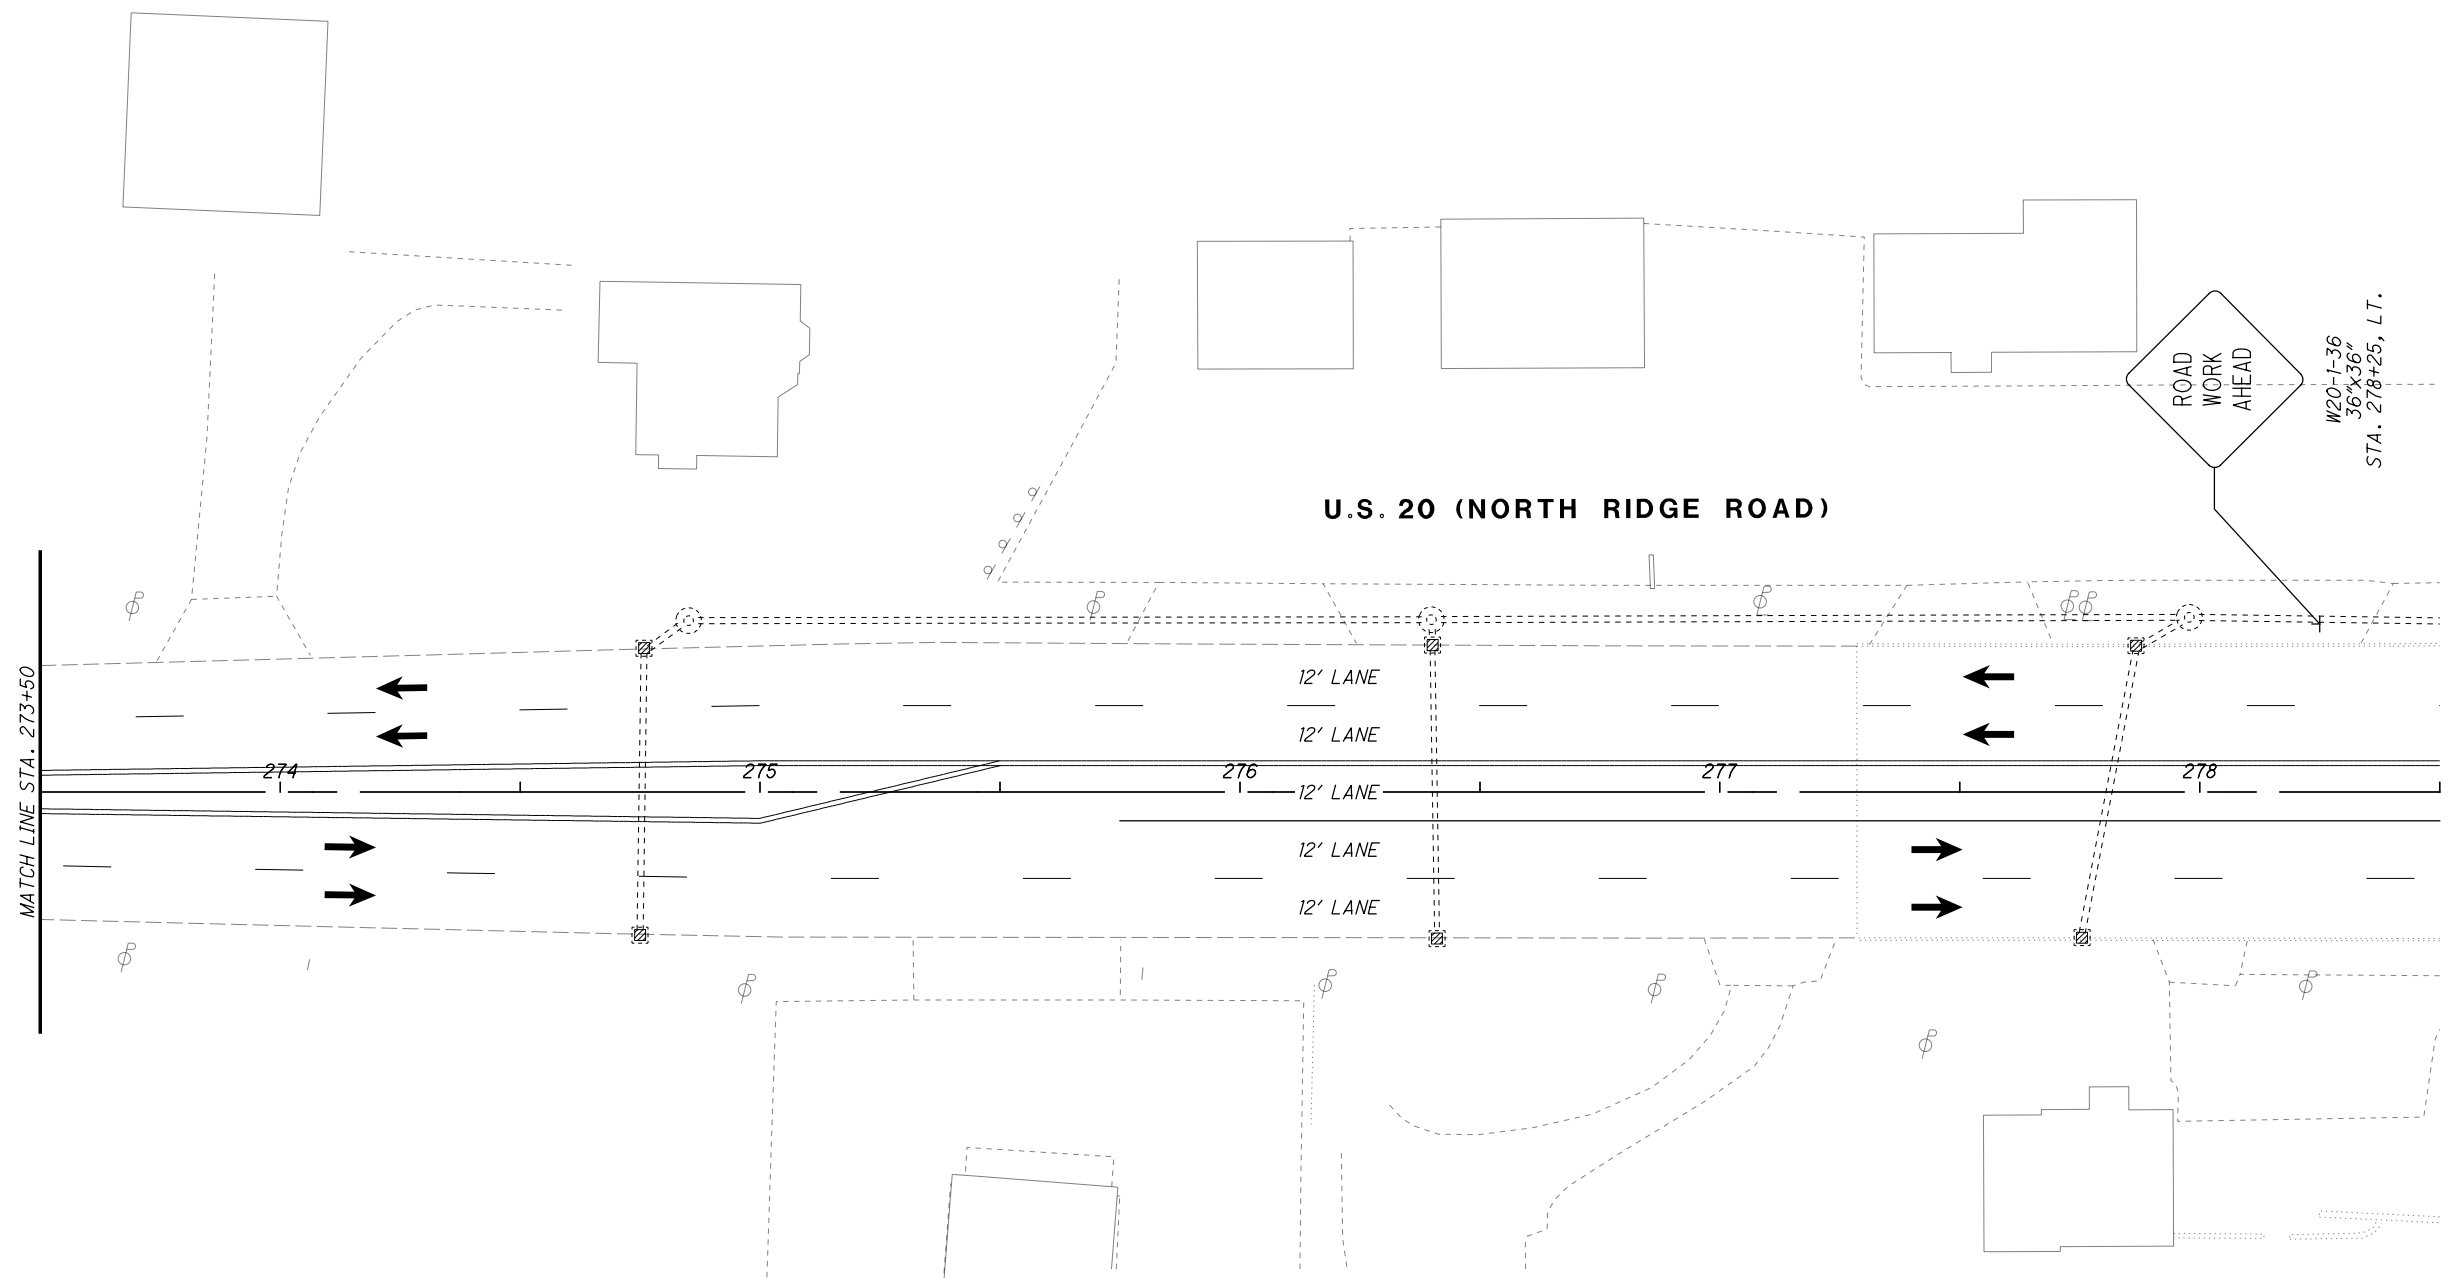 ROAD
WORK
AHEAD
W20-1-36
36"x36"
STA. 278+25, LT.
U.S. 20 (NORTH RIDGE ROAD)
MATCH LINE STA. 273+50
12' LANE
12' LANE
274
275
276
277
278
12' LANE
12' LANE
12' LANE